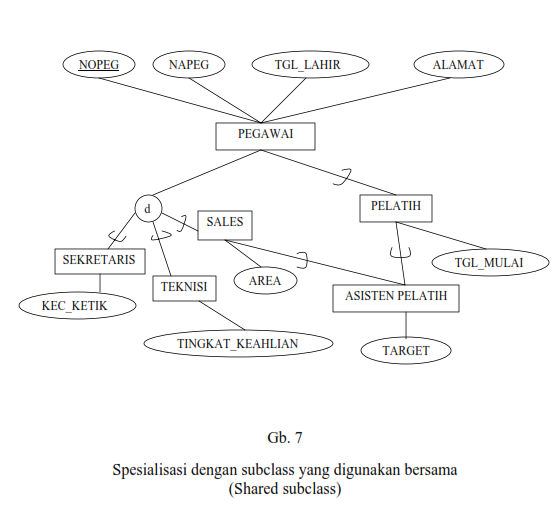 NOPEG
NAPEG
TGL_LAHIR
ALAMAT
PEGAWAI
d
SALES
PELATIH
SEKRETARIS
TEKNISI
AREA
TGL_MULAI
KEC_KETIK
ASISTEN PELATIH
TINGKAT_KEAHLIAN
TARGET
Gb. 7
Spesialisasi dengan subclass yang digunakan bersama
(Shared subclass)